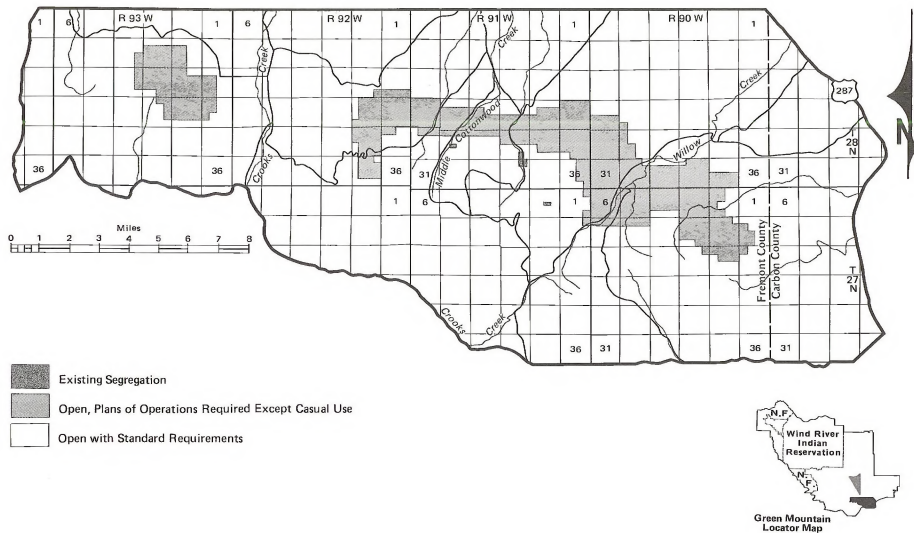 R 93 W
R 92 W
R 91 W
R 90 W
1 6 1 6 1 1 1
Creek
Creek
Creek
287
N
T
28
N
Cottonwood
Middle
Willow
Crooks
36 36 36 31 36 31 36 31
1 6 1 6 1 6
Miles
0 1 2 3 4 5 6 7 8
Fremont County
Carbon County
T
27
N
Crooks
Creek
36 31 36 31
Existing Segregation
Open, Plans of Operations Required Except Casual Use
Open with Standard Requirements
N.F.
Wind River
Indian
Reservation
N.
F.
Green Mountain
Locator Map